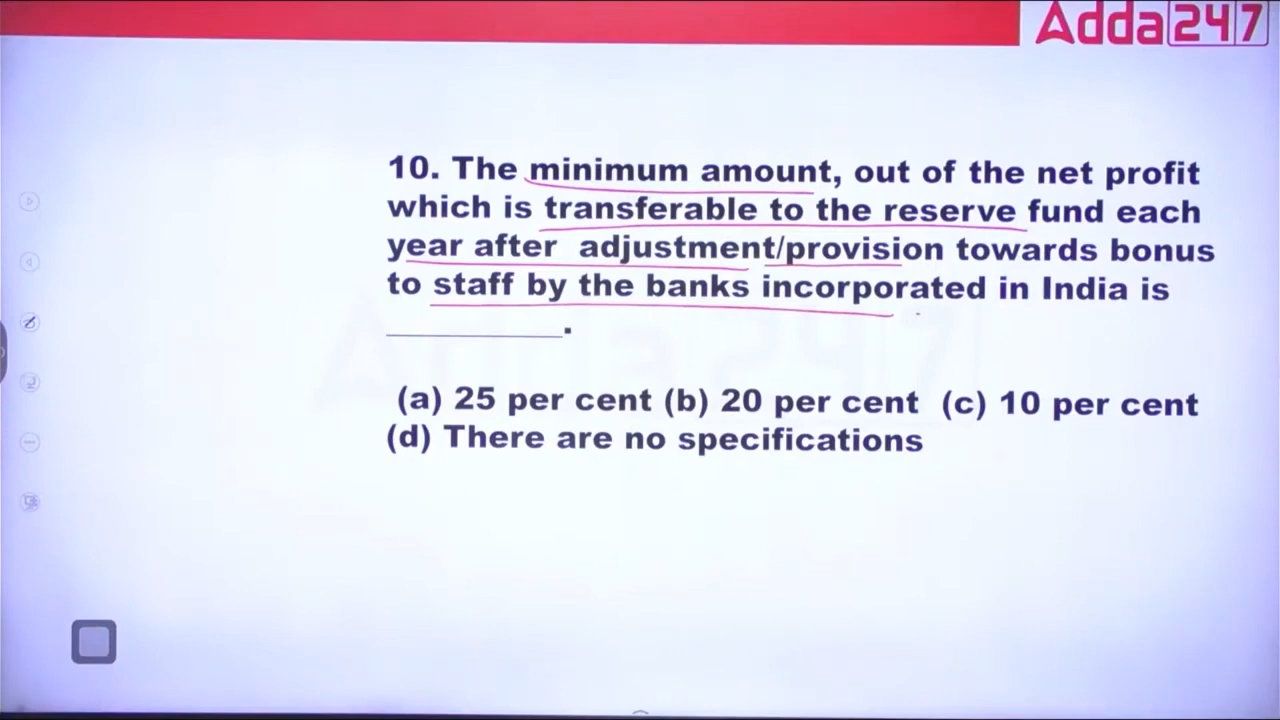 Adda247
10. The minimum amount, out of the net profit
which is transferable to the reserve fund each
year after adjustment/provision towards bonus
to staff by the banks incorporated in India is
____________.
(a) 25 per cent (b) 20 per cent (c) 10 per cent
(d) There are no specifications